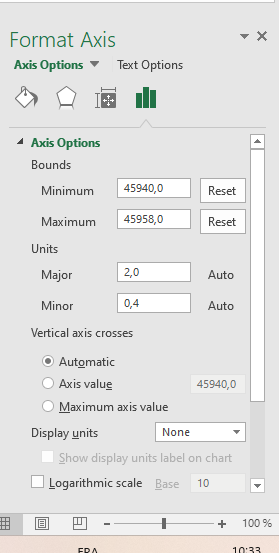 Format Axis
Axis Options Text Options
Axis Options
Bounds
Minimum 45940,0 Reset
Maximum 45958,0 Reset
Units
Major 2,0 Auto
Minor 0,4 Auto
Vertical axis crosses
Automatic
Axis value 45940,0
Maximum axis value
Display units None
Show display units label on chart
Logarithmic scale Base 10
100 %
FRA 10:33